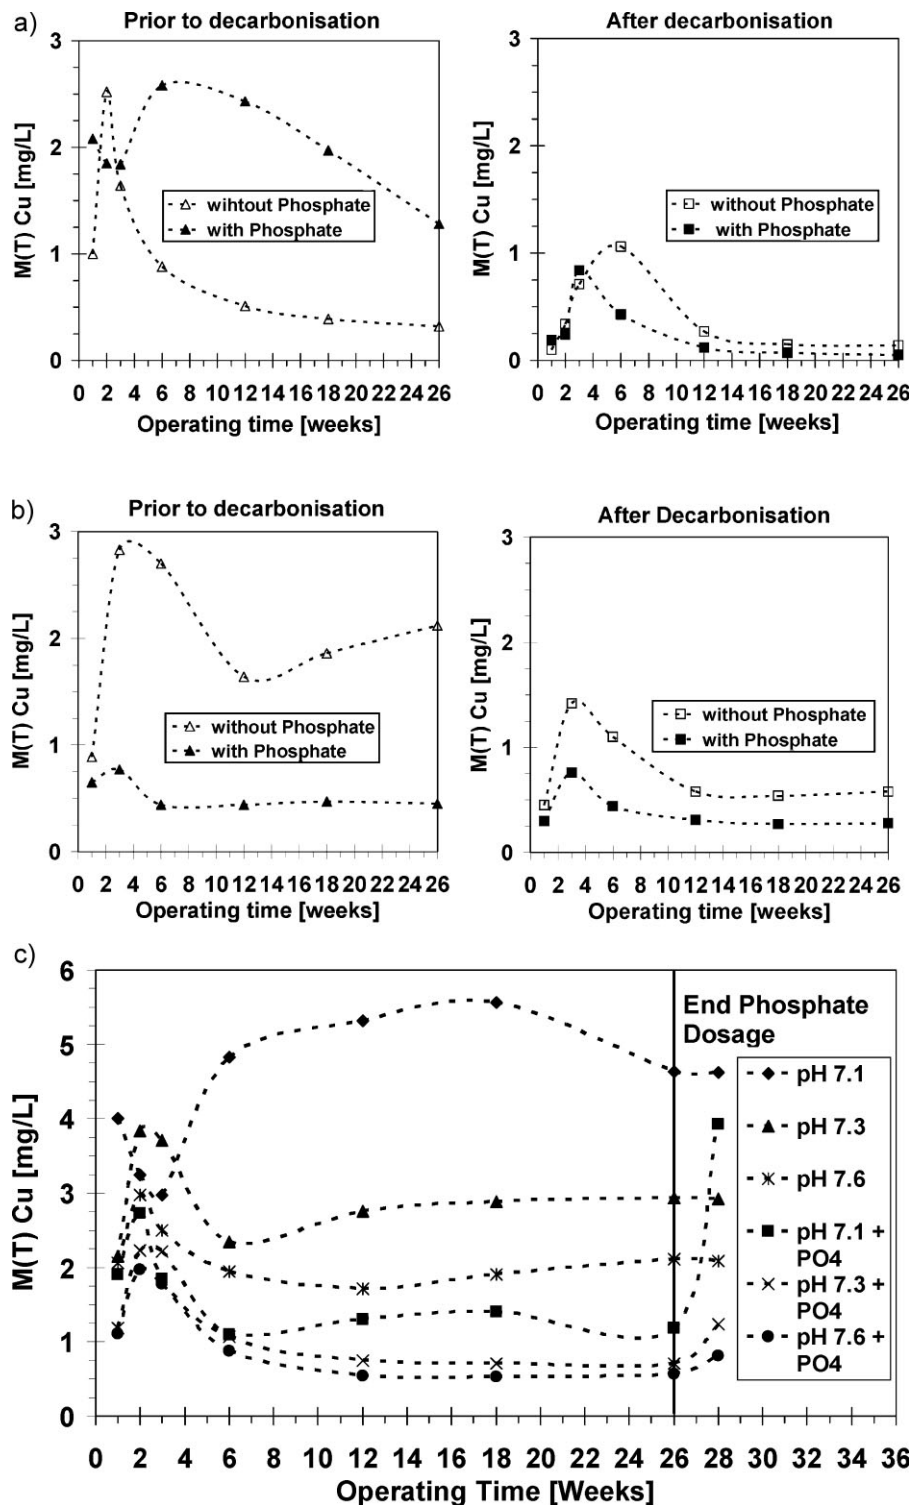 a)
Prior to decarbonisation
3
2
1
0
M(T) Cu [mg/L]
wihtout Phosphate
with Phosphate
0 2 4 6 8 10 12 14 16 18 20 22 24 26
Operating time [weeks]
After decarbonisation
3
2
1
0
M(T) Cu [mg/L]
without Phosphate
with Phosphate
0 2 4 6 8 10 12 14 16 18 20 22 24 26
Operating time [weeks]
b)
Prior to decarbonisation
3
2
1
0
M(T) Cu [mg/L]
without Phosphate
with Phosphate
0 2 4 6 8 10 12 14 16 18 20 22 24 26
Operating time [weeks]
After Decarbonisation
3
2
1
0
M(T) Cu [mg/L]
without Phosphate
with Phosphate
0 2 4 6 8 10 12 14 16 18 20 22 24 26
Operating time [weeks]
c)
6
5
4
3
2
1
0
M(T) Cu [mg/L]
End Phosphate
Dosage
pH 7.1
pH 7.3
pH 7.6
pH 7.1 +
PO4
pH 7.3 +
PO4
pH 7.6 +
PO4
0 2 4 6 8 10 12 14 16 18 20 22 24 26 28 30 32 34 36
Operating Time [Weeks]